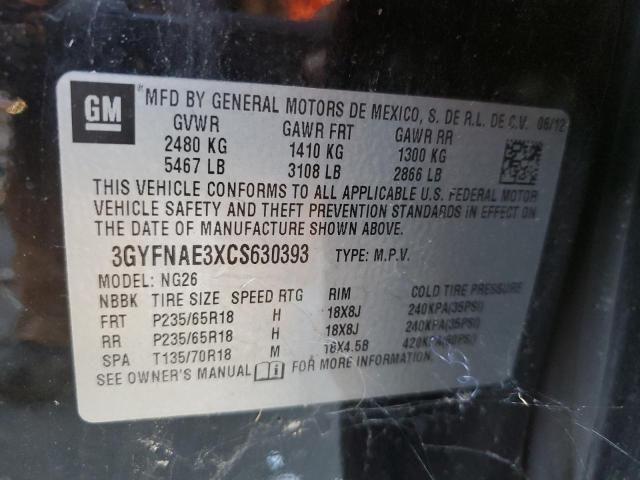 GM
MFD BY GENERAL MOTORS DE MEXICO, S. DE R.L. DE C.V. 06/12
GVWR GAWR FRT GAWR RR
2480 KG 1410 KG 1300 KG
5467 LB 3108 LB 2866 LB
THIS VEHICLE CONFORMS TO ALL APPLICABLE U.S. FEDERAL MOTOR
VEHICLE SAFETY AND THEFT PREVENTION STANDARDS IN EFFECT ON
THE DATE OF MANUFACTURE SHOWN ABOVE.
3GYFNAE3XCS630393 TYPE: M.P.V.
MODEL: NG26
NBBK TIRE SIZE SPEED RTG RIM COLD TIRE PRESSURE
FRT P235/65R18 H 18X8J 240KPA(35PSI)
RR P235/65R18 H 18X8J 240KPA(35PSI)
SPA T135/70R18 M 18X4.5B 420KPA(60PSI)
SEE OWNER'S MANUAL i FOR MORE INFORMATION.